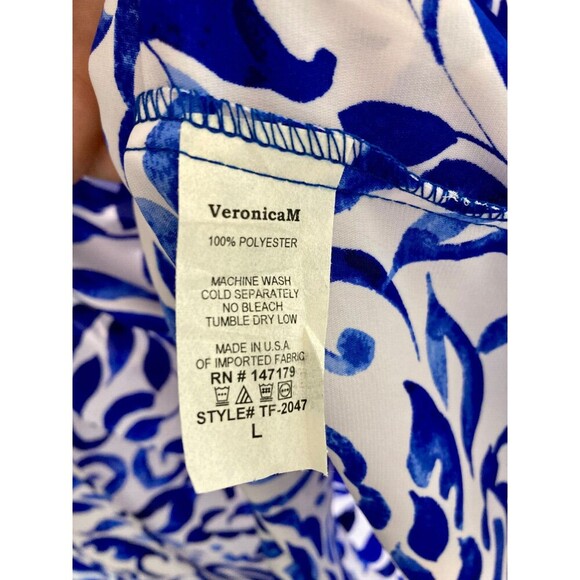 VeronicaM
100% POLYESTER
MACHINE WASH
COLD SEPARATELY
NO BLEACH
TUMBLE DRY LOW
MADE IN U.S.A
OF IMPORTED FABRIC
RN # 147179
STYLE# TF-2047
L